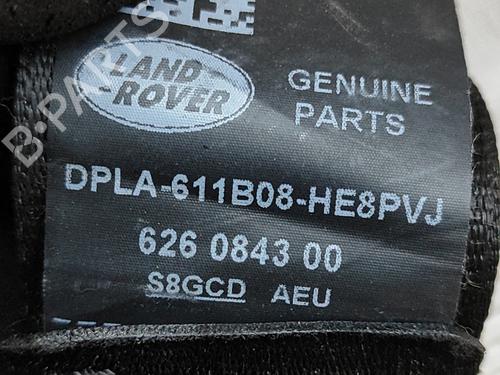 LAND
-ROVER
GENUINE
PARTS
DPLA-611B08-HE8PVJ
626 0843 00
S8GCD AEU
B-PARTS